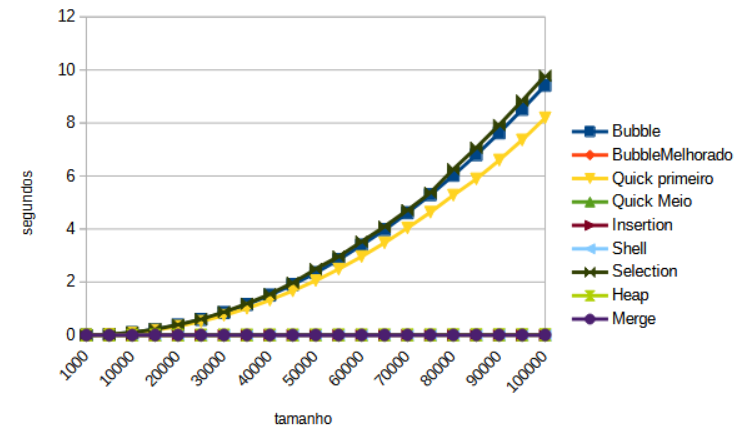 12
10
8
6
4
2
0
segundos
1000
10000
20000
30000
40000
50000
60000
70000
80000
90000
100000
tamanho
Bubble
BubbleMelhorado
Quick primeiro
Quick Meio
Insertion
Shell
Selection
Heap
Merge